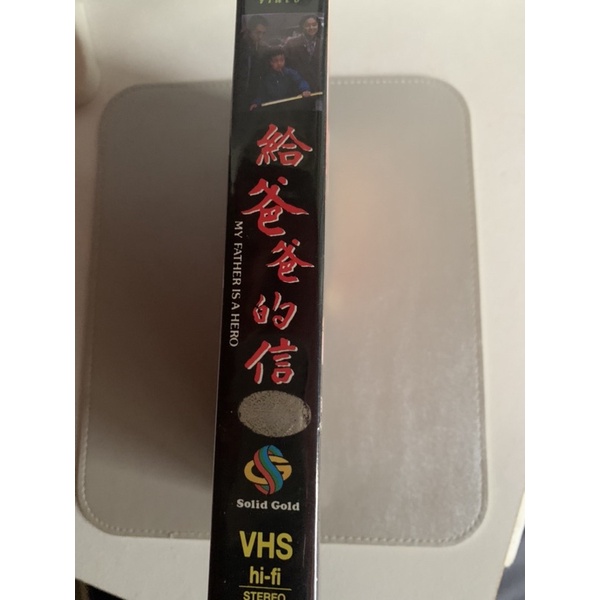 給爸爸的信
MY FATHER IS A HERO
Solid Gold
VHS
hi-fi
STEREO